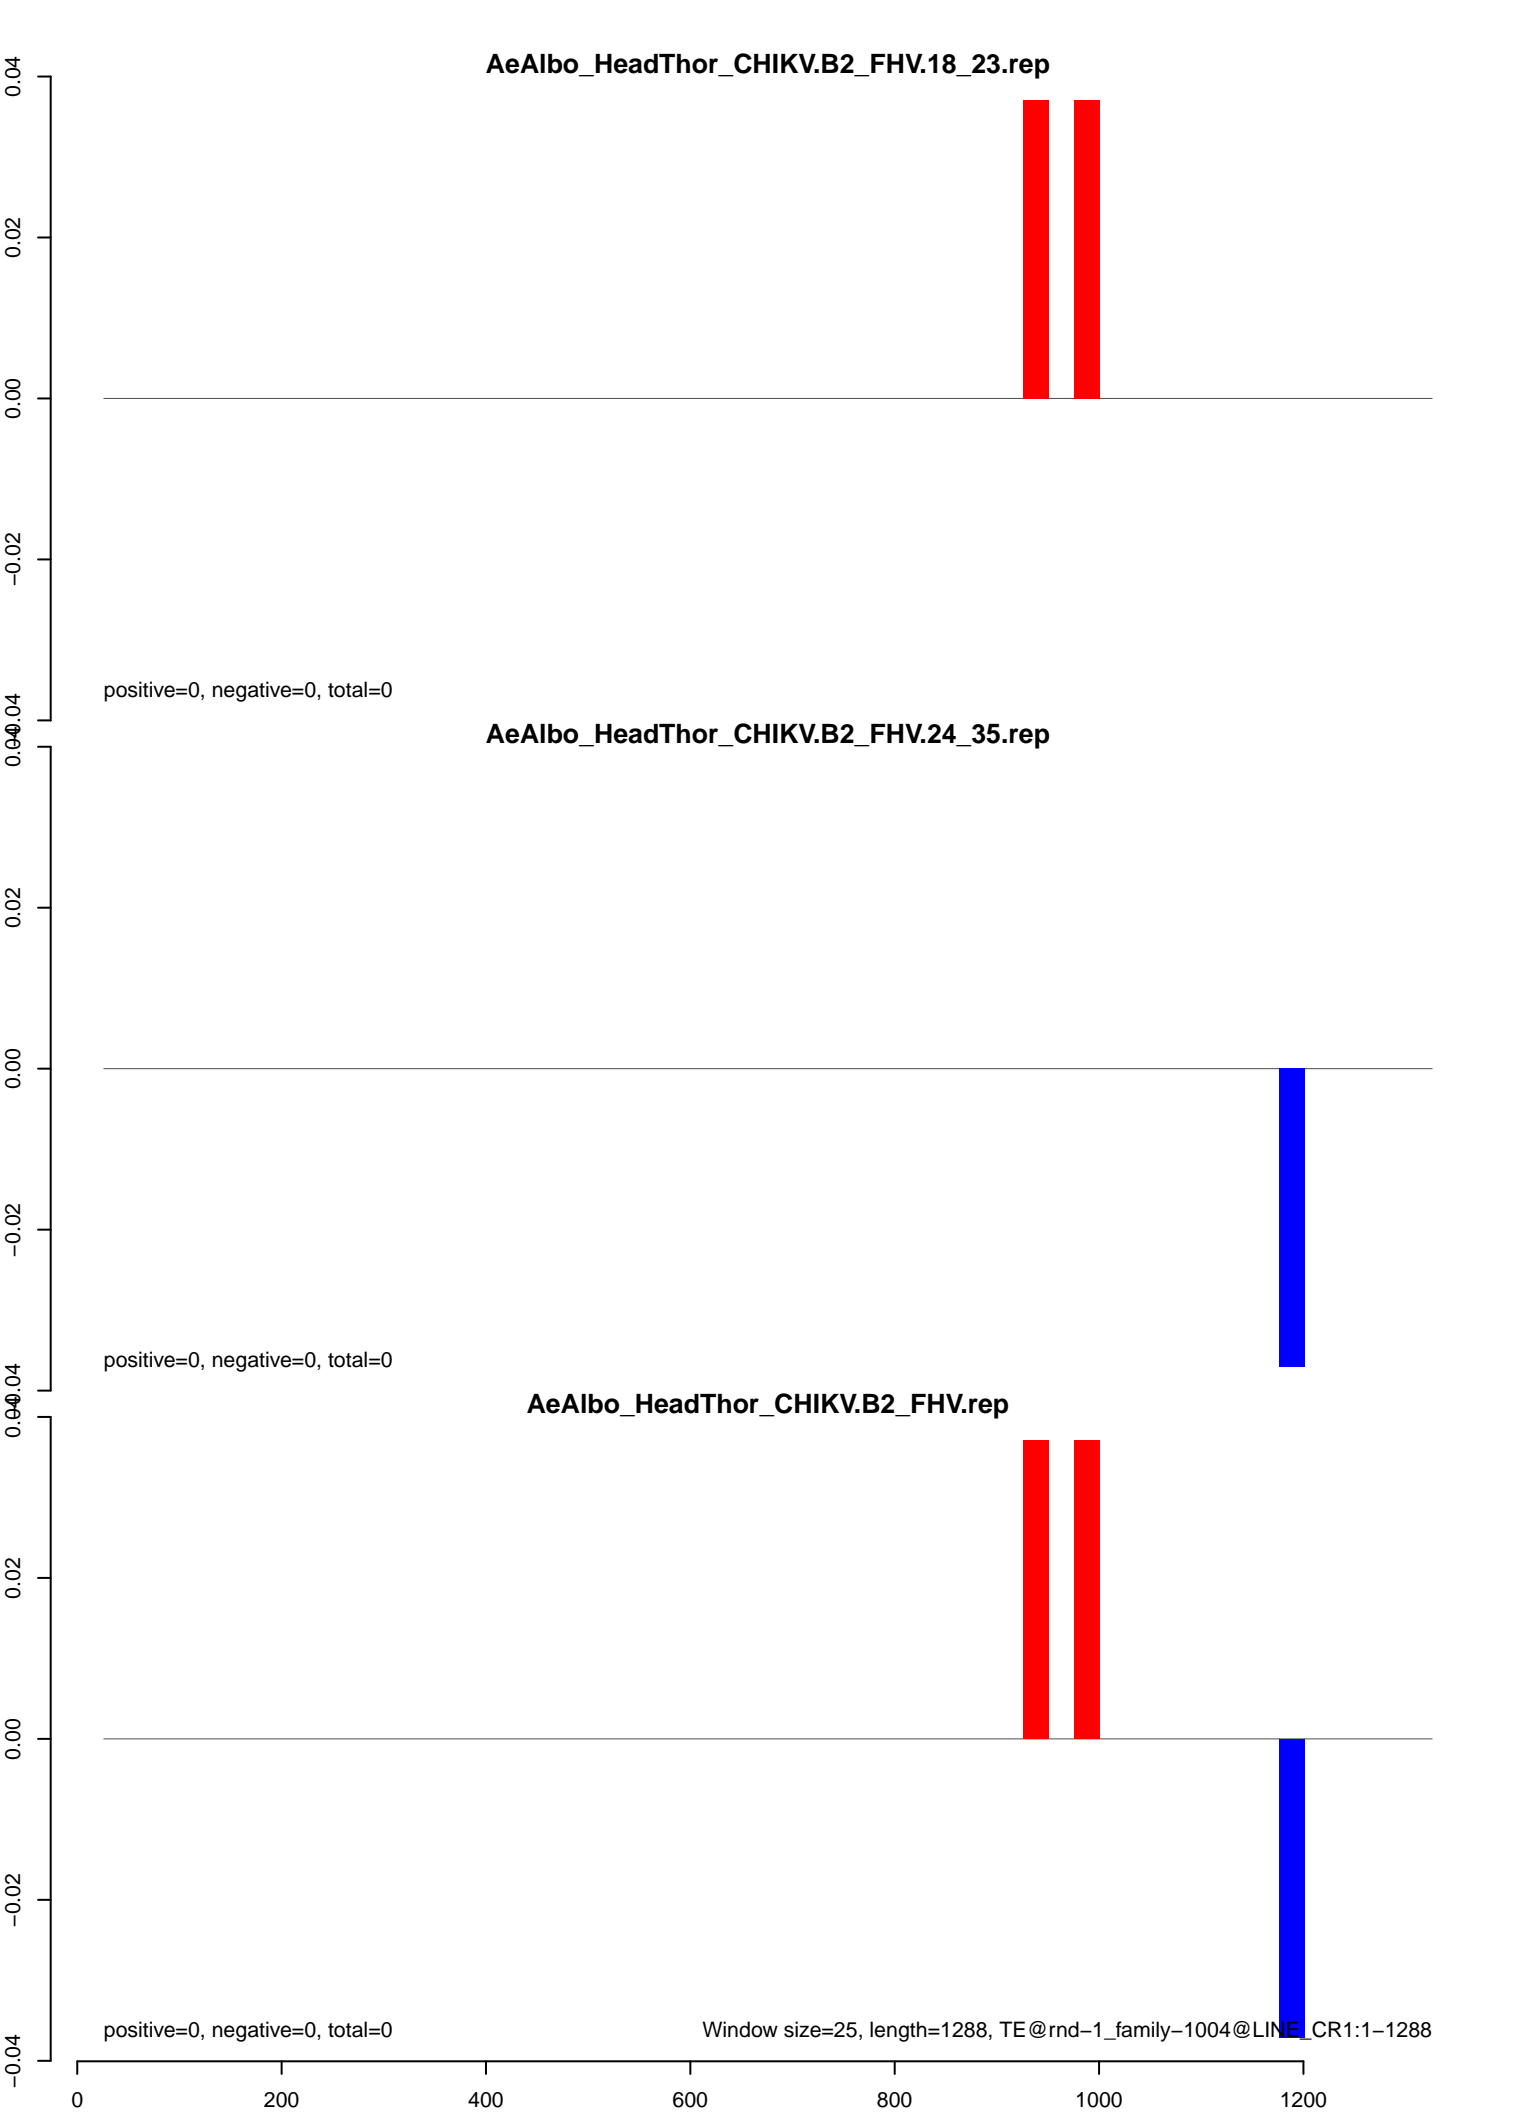 AeAlbo_HeadThor_CHIKV.B2_FHV.18_23.rep
0.04
0.02
0.00
−0.02
−0.04
positive=0, negative=0, total=0
AeAlbo_HeadThor_CHIKV.B2_FHV.24_35.rep
0.04
0.02
0.00
−0.02
−0.04
positive=0, negative=0, total=0
AeAlbo_HeadThor_CHIKV.B2_FHV.rep
0.04
0.02
0.00
−0.02
−0.04
positive=0, negative=0, total=0
Window size=25, length=1288, TE@rnd−1_family−1004@LINE_CR1:1−1288
0 200 400 600 800 1000 1200